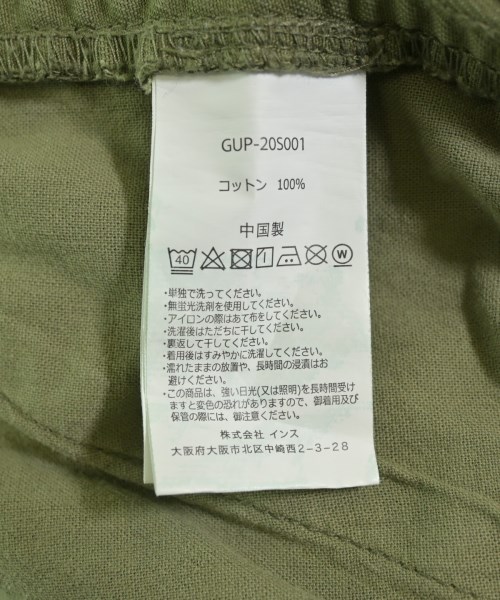 GUP-20S001
コットン 100%
中国製
40
W
・単独で洗ってください。
・無蛍光洗剤を使用してください。
・アイロンの際はあて布をしてください。
・洗濯後はただちに干してください。
・裏返して干してください。
・着用後はすみやかに洗濯してください。
・濡れたままの放置や、長時間の浸漬はお
避けください。
・この商品は、強い日光(又は照明)を長時間受け
ますと変色の恐れがありますので、御着用及び
保管の際には、御注意ください。
株式会社 インス
大阪府大阪市北区中崎西2-3-28